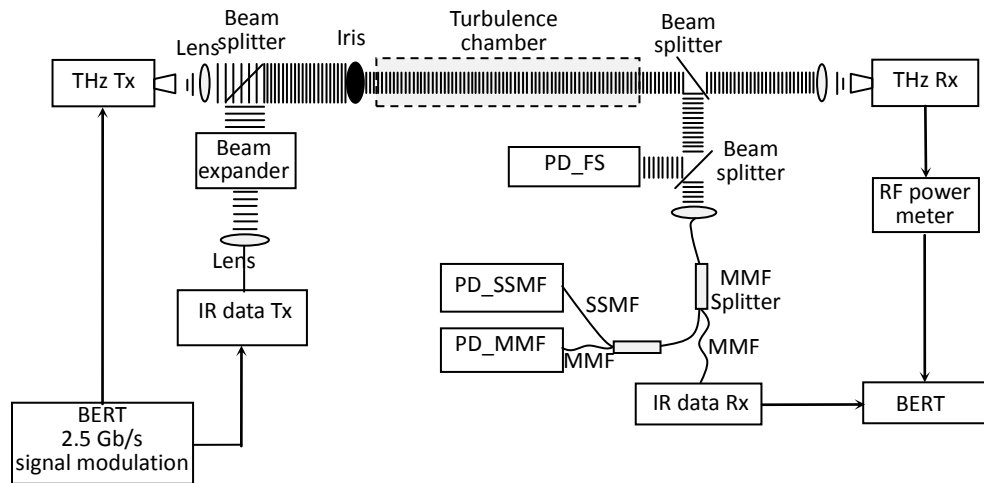 Beam
splitter
Lens
Iris
Turbulence
chamber
Beam
splitter
THz Tx
THz Rx
Beam
expander
PD_FS
Beam
splitter
RF power
meter
Lens
IR data Tx
PD_SSMF
SSMF
MMF
Splitter
PD_MMF
MMF
MMF
IR data Rx
BERT
BERT
2.5 Gb/s
signal modulation